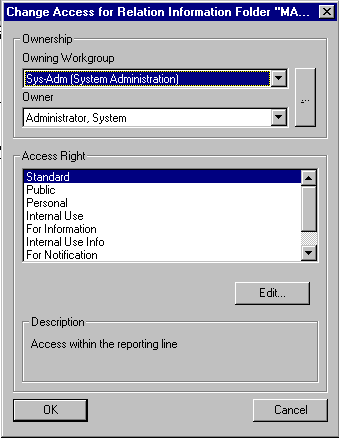 Change Access for Relation Information Folder "MA...
Ownership
Owning Workgroup
Sys-Adm (System Administration)
...
Owner
Administrator, System
Access Right
Standard
Public
Personal
Internal Use
For Information
Internal Use Info
For Notification
Edit...
Description
Access within the reporting line
OK
Cancel